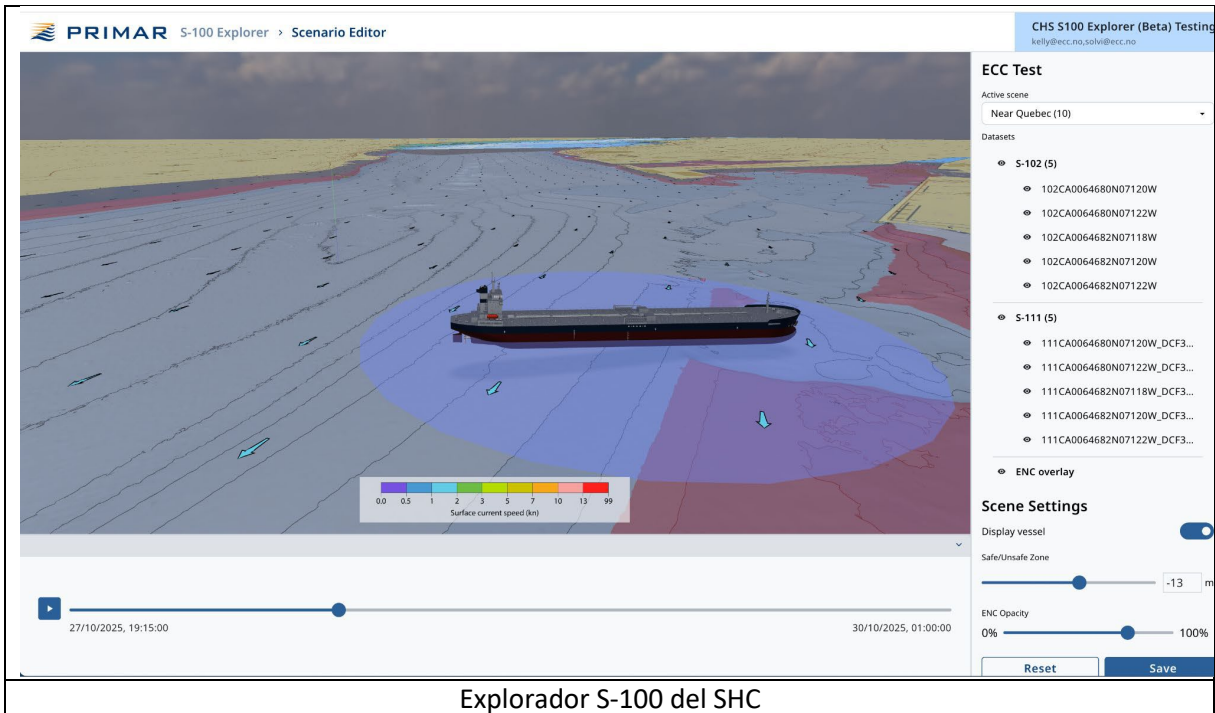 PRIMAR S-100 Explorer > Scenario Editor
CHS S100 Explorer (Beta) Testing
kelly@ecc.no,solvi@ecc.no
ECC Test
Active scene
Near Quebec (10)
Datasets
S-102 (5)
102CA0064680N07120W
102CA0064680N07122W
102CA0064682N07118W
102CA0064682N07120W
102CA0064682N07122W
S-111 (5)
111CA0064680N07120W_DCF3...
111CA0064680N07122W_DCF3...
111CA0064682N07118W_DCF3...
111CA0064682N07120W_DCF3...
111CA0064682N07122W_DCF3...
ENC overlay
Scene Settings
Display vessel
Safe/Unsafe Zone
-13 m
ENC Opacity
0% 100%
Reset Save
0.0 0.5 1 2 3 5 7 10 13 99
Surface current speed (kn)
27/10/2025, 19:15:00 30/10/2025, 01:00:00
Explorador S-100 del SHC